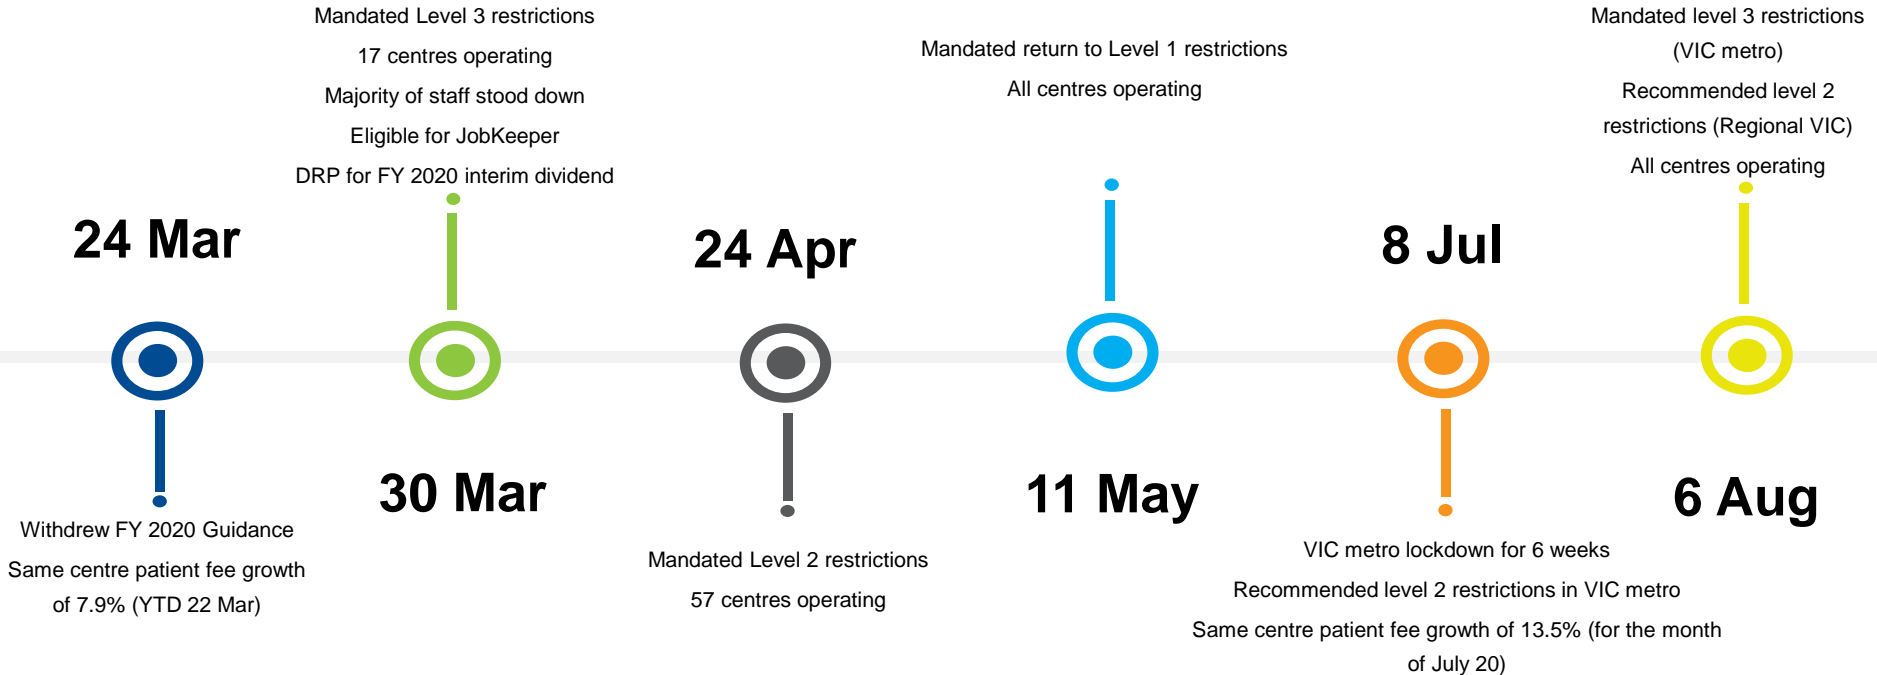 24 Mar
Withdrew FY 2020 Guidance
Same centre patient fee growth
of 7.9% (YTD 22 Mar)
Mandated Level 3 restrictions
17 centres operating
Majority of staff stood down
Eligible for JobKeeper
DRP for FY 2020 interim dividend
30 Mar
24 Apr
Mandated Level 2 restrictions
57 centres operating
Mandated return to Level 1 restrictions
All centres operating
11 May
8 Jul
VIC metro lockdown for 6 weeks
Recommended level 2 restrictions in VIC metro
Same centre patient fee growth of 13.5% (for the month
of July 20)
Mandated level 3 restrictions
(VIC metro)
Recommended level 2
restrictions (Regional VIC)
All centres operating
6 Aug